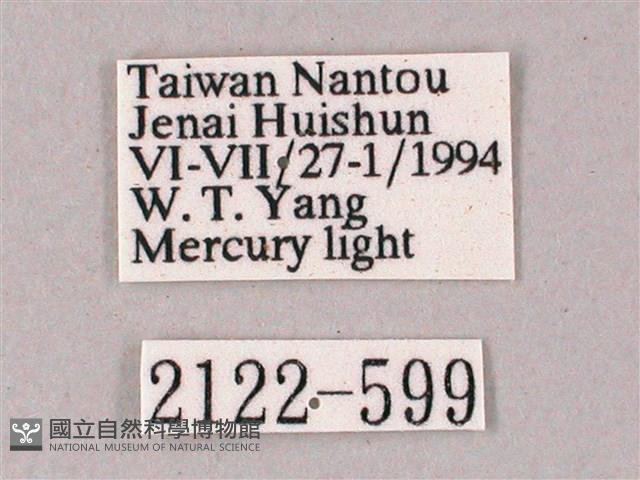 Taiwan Nantou
Jenai Huishun
VI-VII/27-1/1994
W. T. Yang
Mercury light
2122-599
國立自然科學博物館
NATIONAL MUSEUM OF NATURAL SCIENCE